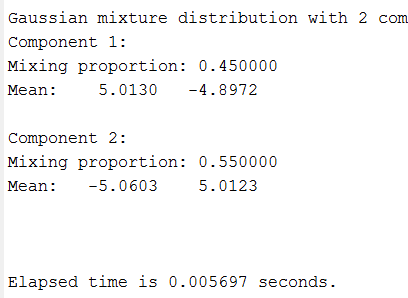 Gaussian mixture distribution with 2 com
Component 1:
Mixing proportion: 0.450000
Mean: 5.0130 -4.8972
Component 2:
Mixing proportion: 0.550000
Mean: -5.0603 5.0123
Elapsed time is 0.005697 seconds.